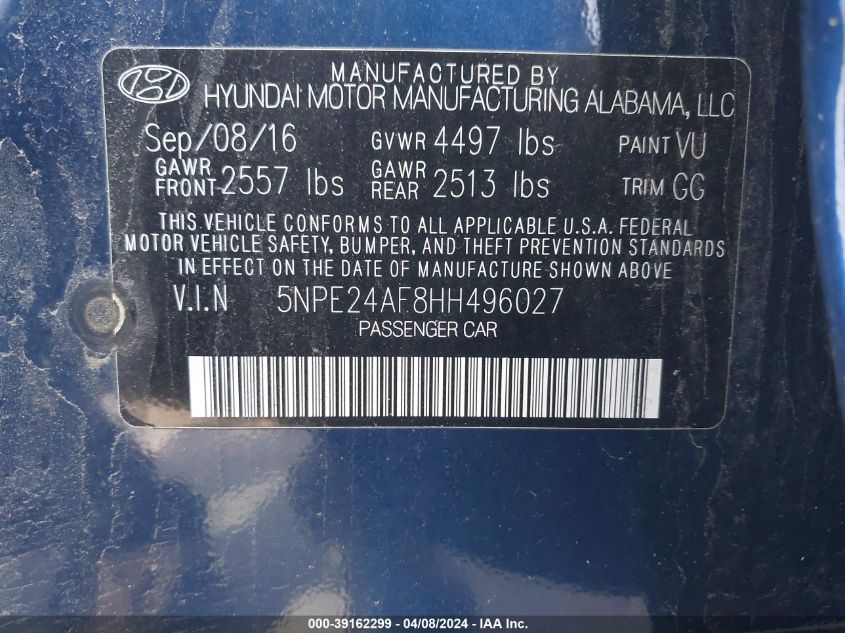 MANUFACTURED BY
HYUNDAI MOTOR MANUFACTURING ALABAMA, LLC
Sep/08/16 GVWR 4497 lbs PAINT VU
GAWR FRONT 2557 lbs GAWR REAR 2513 lbs TRIM GG
THIS VEHICLE CONFORMS TO ALL APPLICABLE U.S.A. FEDERAL
MOTOR VEHICLE SAFETY, BUMPER, AND THEFT PREVENTION STANDARDS
IN EFFECT ON THE DATE OF MANUFACTURE SHOWN ABOVE
V.I.N 5NPE24AF8HH496027
PASSENGER CAR
000-39162299 - 04/08/2024 - IAA Inc.